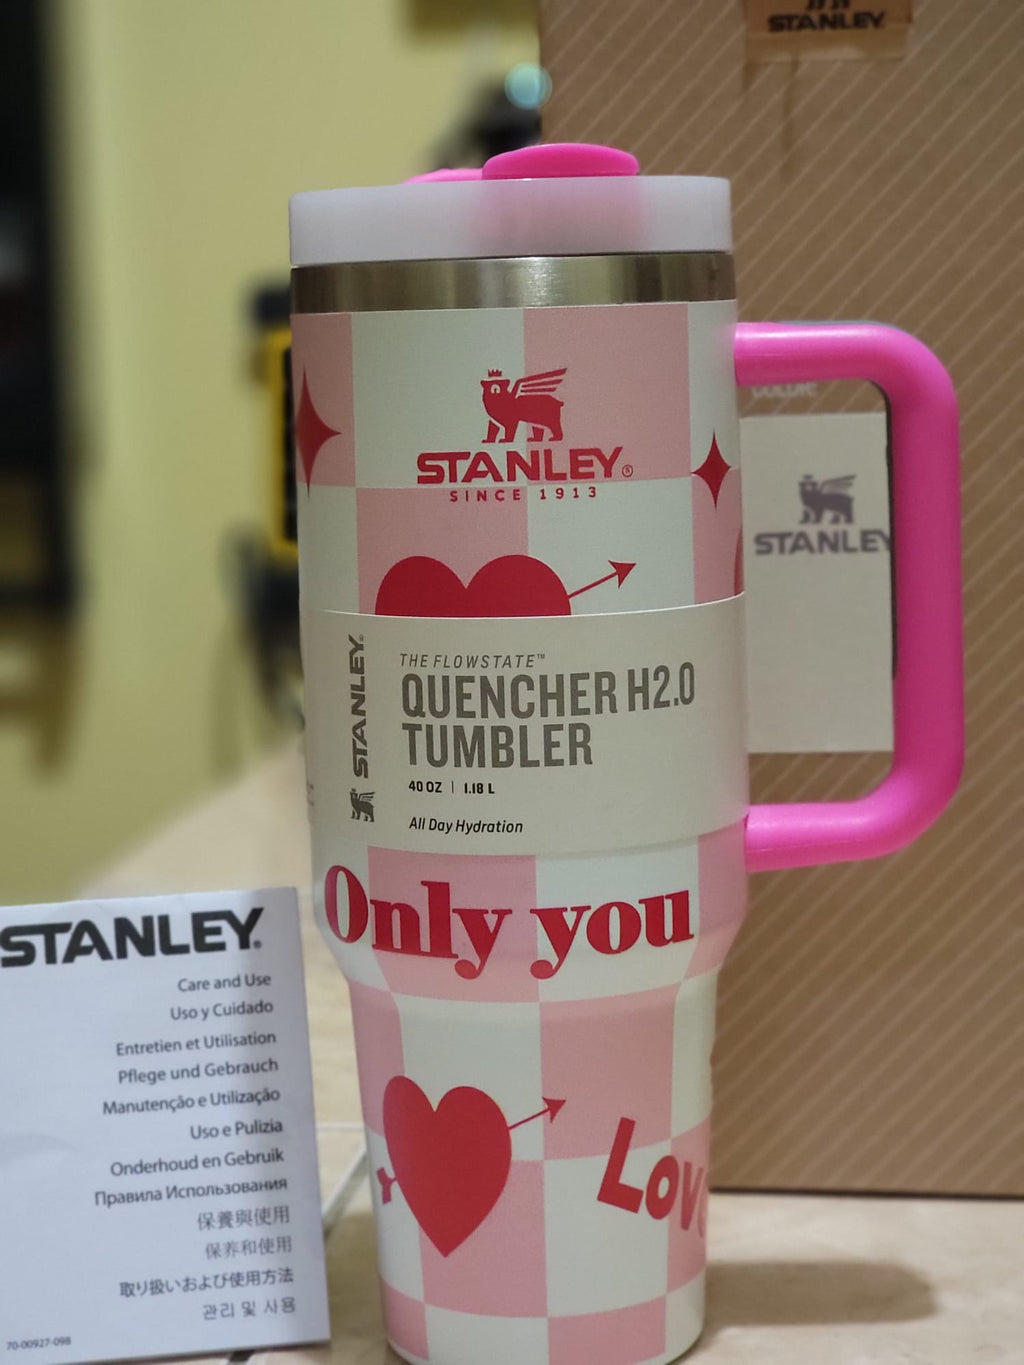 STANLEY
STANLEY®
SINCE 1913
GOLDIE
STANLEY
STANLEY
THE FLOWSTATE™
QUENCHER H2.0
TUMBLER
40 OZ | 1.18 L
All Day Hydration
Only you
Love
STANLEY®
Care and Use
Uso y Cuidado
Entretien et Utilisation
Pflege und Gebrauch
Manutenção e Utilização
Uso e Pulizia
Onderhoud en Gebruik
Правила Использования
保養與使用
保养和使用
取り扱いおよび使用方法
관리 및 사용
70-00927-098